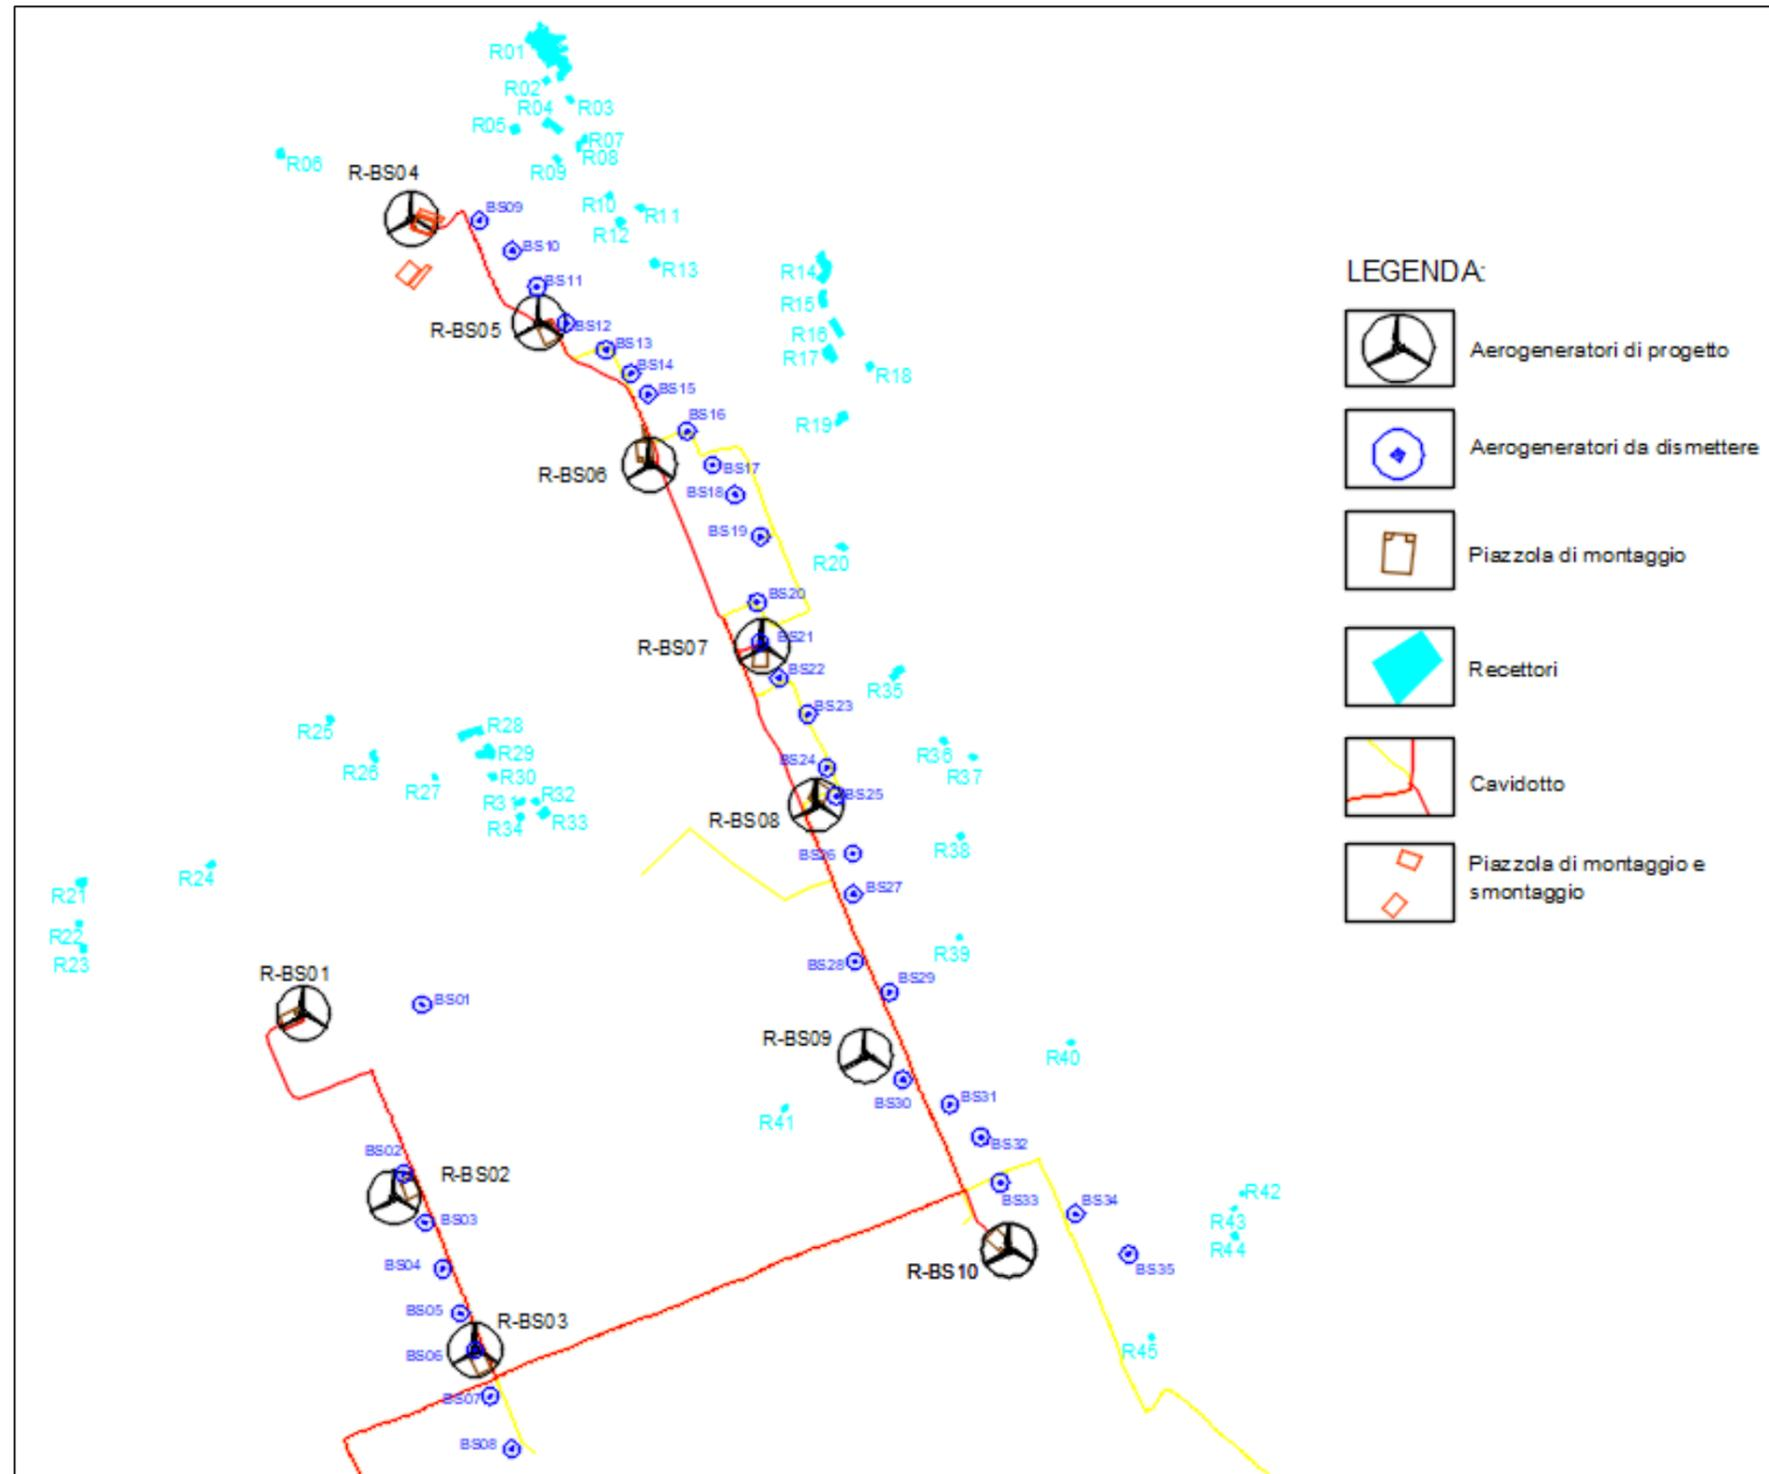 R01
R02
R04
R03
R05
R07
R08
R06
R09
R-BS04
R10
R11
BS09
R12
BS10
R13
LEGENDA:
R14
BS11
R15
R-BS05
BS12
R16
BS13
R17
Aerogeneratori di progetto
BS14
R18
BS15
BS16
R19
Aerogeneratori da dismettere
BS17
R-BS06
BS18
BS19
Piazzola di montaggio
R20
BS20
BS21
R-BS07
BS22
Recettori
R35
BS23
R25
R28
R29
R36
BS24
R26
R37
R30
Cavidotto
R27
BS25
R31
R32
R-BS08
R33
R34
R38
BS26
Piazzola di montaggio e
smontaggio
R24
BS27
R21
R22
R39
R23
BS28
R-BS01
BS29
BS01
R-BS09
R40
BS30
BS31
R41
BS32
BS02
R-BS02
R42
BS33
BS34
BS03
R43
R44
BS04
R-BS10
BS35
BS05
R-BS03
R45
BS06
BS07
BS08